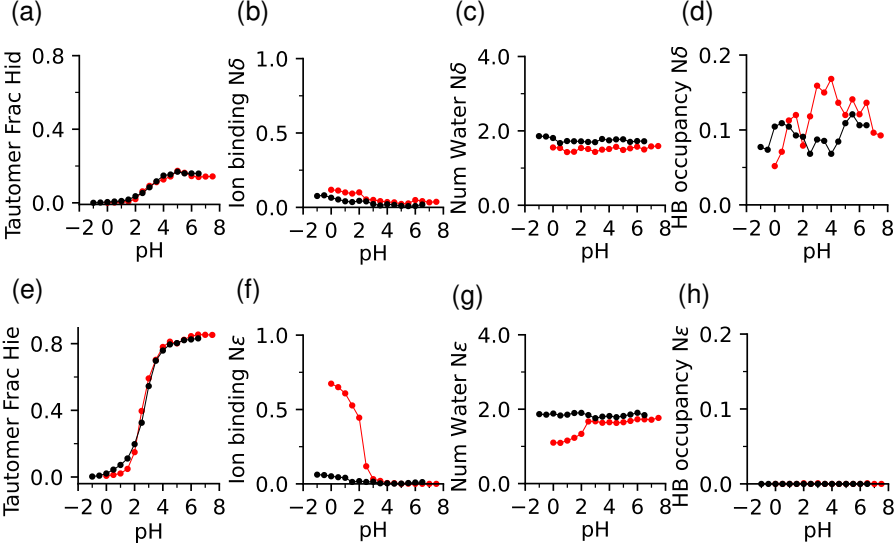 (a)
Tautomer Frac Hid
0.8
0.4
0.0
−2 0 2 4 6 8
pH
(b)
Ion binding Nδ
1.0
0.5
0.0
−2 0 2 4 6 8
pH
(c)
Num Water Nδ
4.0
2.0
0.0
−2 0 2 4 6 8
pH
(d)
HB occupancy Nδ
0.2
0.1
0.0
−2 0 2 4 6 8
pH
(e)
Tautomer Frac Hie
0.8
0.4
0.0
−2 0 2 4 6 8
pH
(f)
Ion binding Nε
1.0
0.5
0.0
−2 0 2 4 6 8
pH
(g)
Num Water Nε
4.0
2.0
0.0
−2 0 2 4 6 8
pH
(h)
HB occupancy Nε
0.2
0.1
0.0
−2 0 2 4 6 8
pH